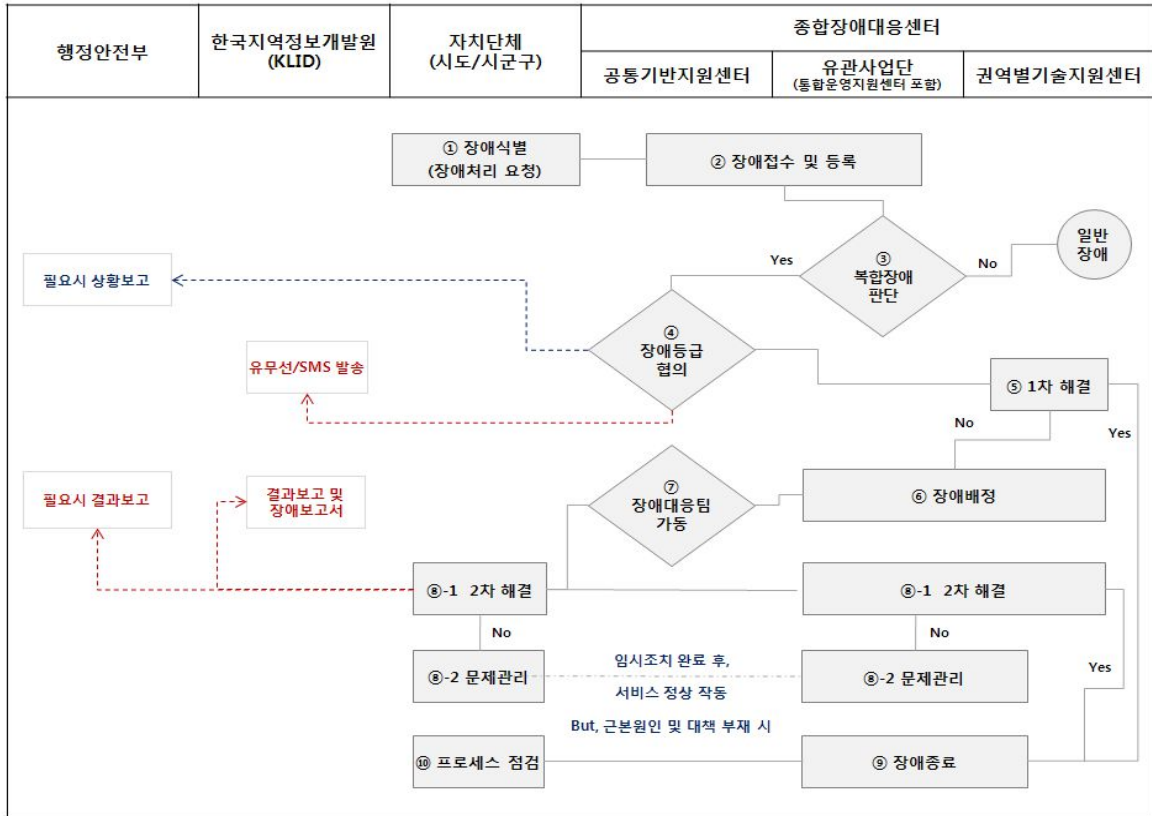 행정안전부
한국지역정보개발원
(KLID)
자치단체
(시도/시군구)
종합장애대응센터
공통기반지원센터
유관사업단
(통합운영지원센터 포함)
권역별기술지원센터
① 장애식별
(장애처리 요청)
② 장애접수 및 등록
③
복합장애
판단
Yes
No
일반
장애
필요시 상황보고
④
장애등급
협의
유무선/SMS 발송
⑤ 1차 해결
No
Yes
필요시 결과보고
결과보고 및
장애보고서
⑦
장애대응팀
가동
⑥ 장애배정
⑧-1 2차 해결
⑧-1 2차 해결
No
No
Yes
⑧-2 문제관리
임시조치 완료 후,
서비스 정상 작동
But, 근본원인 및 대책 부재 시
⑧-2 문제관리
⑩ 프로세스 점검
⑨ 장애종료